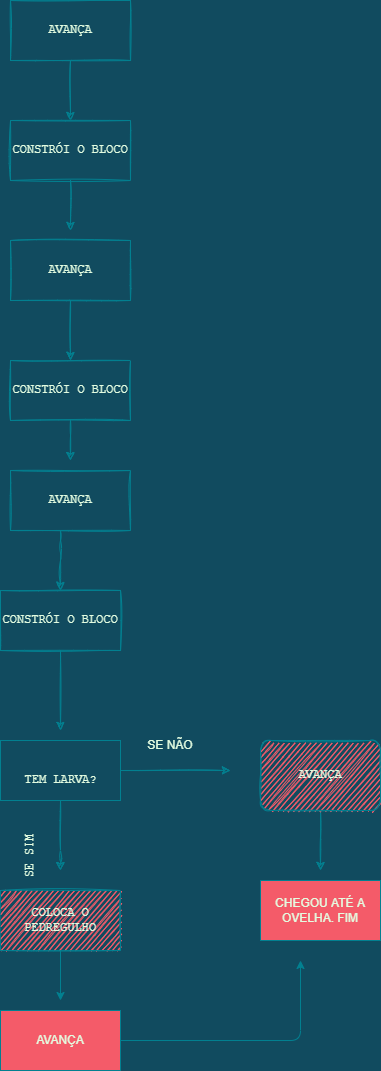 AVANÇA
CONSTRÓI O BLOCO
AVANÇA
CONSTRÓI O BLOCO
AVANÇA
CONSTRÓI O BLOCO
TEM LARVA?
SE NÃO
AVANÇA
SE SIM
COLOCA O
PEDREGULHO
CHEGOU ATÉ A
OVELHA. FIM
AVANÇA